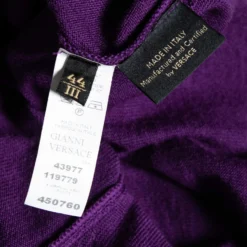 MADE IN ITALY
Manufactured and Certified
by VERSACE
44
III
GIANNI
VERSACE
43977
119779
450760